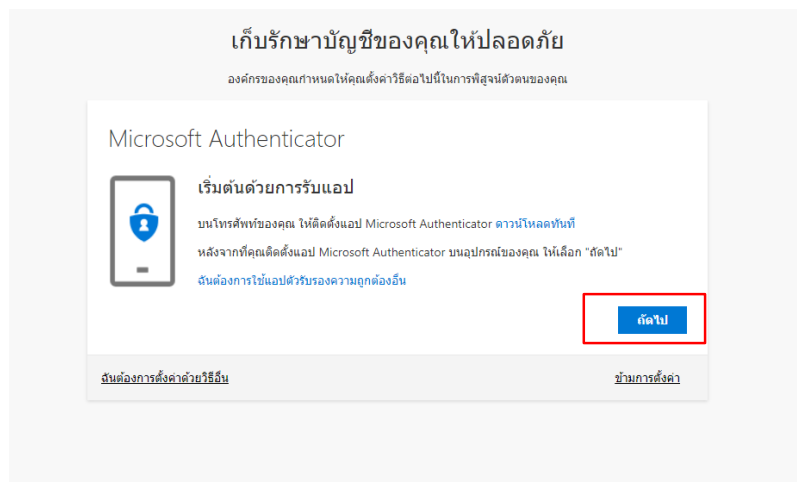 เก็บรักษาบัญชีของคุณให้ปลอดภัย
องค์กรของคุณกำหนดให้คุณตั้งค่าวิธีต่อไปนี้ในการพิสูจน์ตัวตนของคุณ
Microsoft Authenticator
เริ่มต้นด้วยการรับแอป
บนโทรศัพท์ของคุณ ให้ติดตั้งแอป Microsoft Authenticator ดาวน์โหลดทันที
หลังจากที่คุณติดตั้งแอป Microsoft Authenticator บนอุปกรณ์ของคุณ ให้เลือก "ถัดไป"
ฉันต้องการใช้แอปตัวรับรองความถูกต้องอื่น
ถัดไป
ฉันต้องการตั้งค่าด้วยวิธีอื่น
ข้ามการตั้งค่า